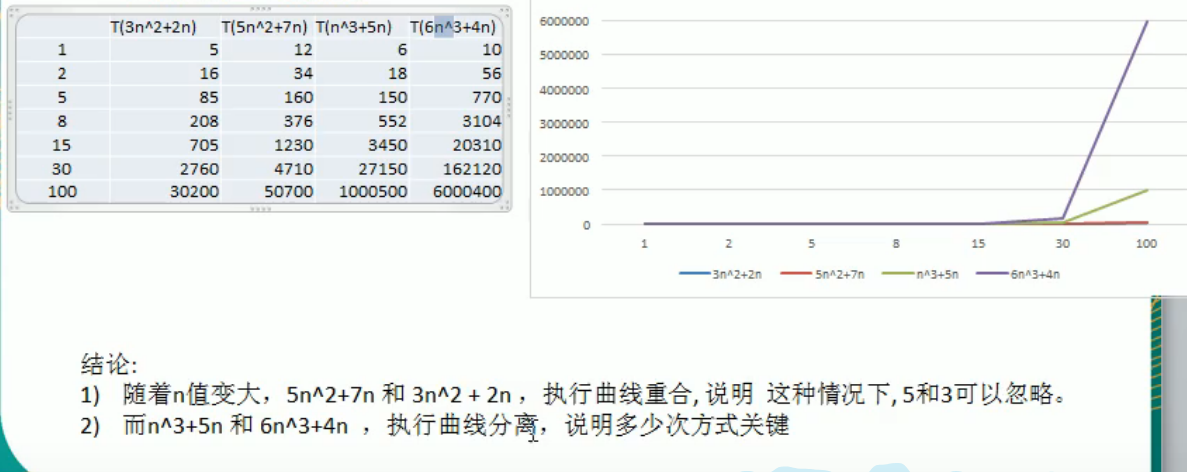 T(3n^2+2n) T(5n^2+7n) T(n^3+5n) T(6n^3+4n)
1 5 12 6 10
2 16 34 18 56
5 85 160 150 770
8 208 376 552 3104
15 705 1230 3450 20310
30 2760 4710 27150 162120
100 30200 50700 1000500 6000400
6000000
5000000
4000000
3000000
2000000
1000000
0
1 2 5 8 15 30 100
3n^2+2n 5n^2+7n n^3+5n 6n^3+4n
结论:
1) 随着n值变大，5n^2+7n 和 3n^2 + 2n ，执行曲线重合, 说明 这种情况下, 5和3可以忽略。
2) 而n^3+5n 和 6n^3+4n ，执行曲线分离，说明多少次方式关键